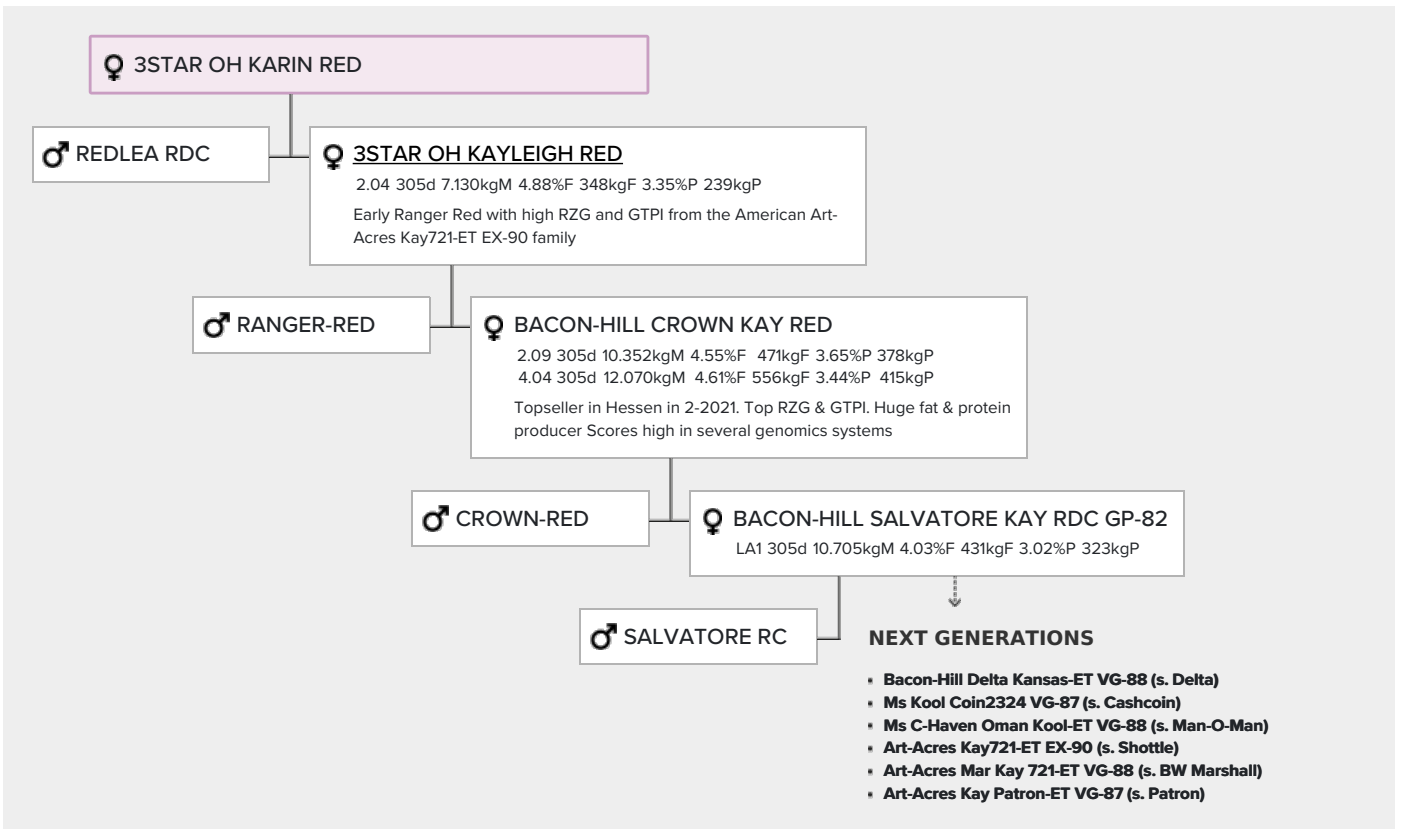 3STAR OH KARIN RED
REDLEA RDC
3STAR OH KAYLEIGH RED
2.04 305d 7.130kgM 4.88%F 348kgF 3.35%P 239kgP
Early Ranger Red with high RZG and GTPI from the American Art-
Acres Kay721-ET EX-90 family
RANGER-RED
BACON-HILL CROWN KAY RED
2.09 305d 10.352kgM 4.55%F 471kgF 3.65%P 378kgP
4.04 305d 12.070kgM 4.61%F 556kgF 3.44%P 415kgP
Topseller in Hessen in 2-2021. Top RZG & GTPI. Huge fat & protein
producer Scores high in several genomics systems
CROWN-RED
BACON-HILL SALVATORE KAY RDC GP-82
LA1 305d 10.705kgM 4.03%F 431kgF 3.02%P 323kgP
SALVATORE RC
NEXT GENERATIONS
Bacon-Hill Delta Kansas-ET VG-88 (s. Delta)
Ms Kool Coin2324 VG-87 (s. Cashcoin)
Ms C-Haven Oman Kool-ET VG-88 (s. Man-O-Man)
Art-Acres Kay721-ET EX-90 (s. Shottle)
Art-Acres Mar Kay 721-ET VG-88 (s. BW Marshall)
Art-Acres Kay Patron-ET VG-87 (s. Patron)